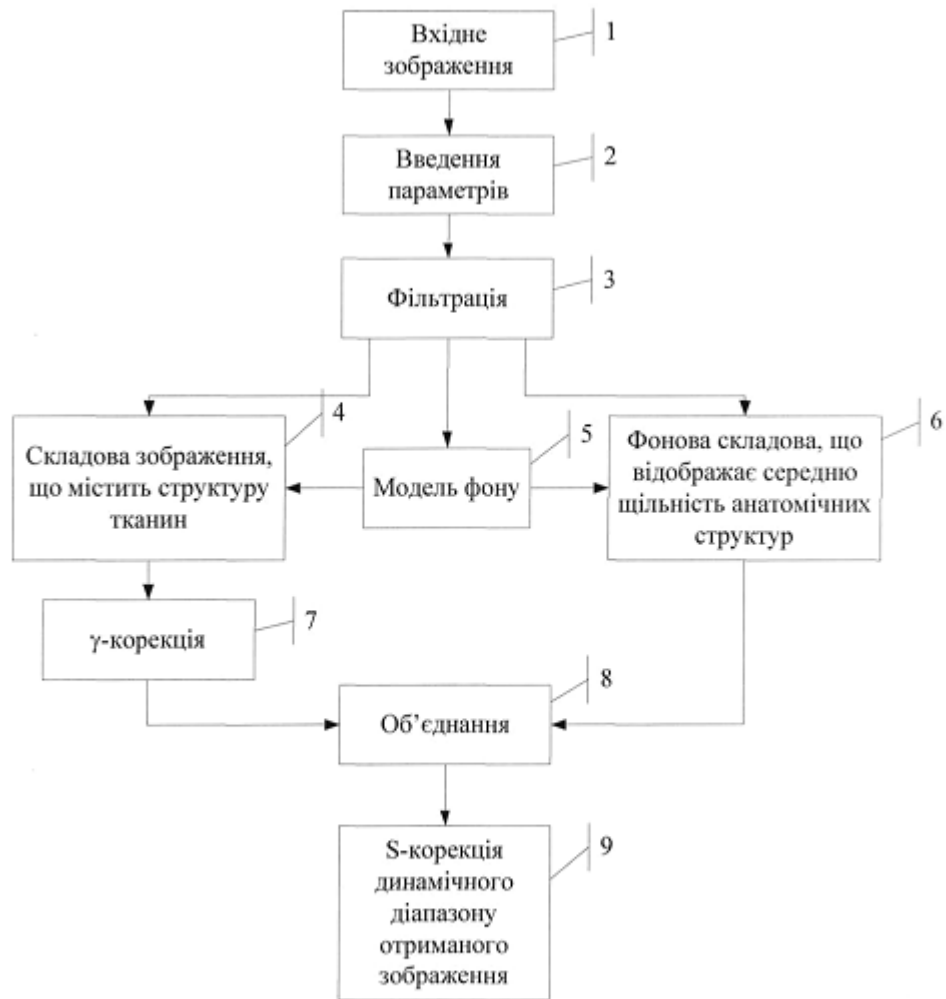 Вхідне
зображення
1
Введення
параметрів
2
Фільтрація
3
Складова зображення,
що містить структуру
тканин
4
Модель фону
5
Фонова складова, що
відображає середню
щільність анатомічних
структур
6
γ-корекція
7
Об’єднання
8
S-корекція
динамічного
діапазону
отриманого
зображення
9